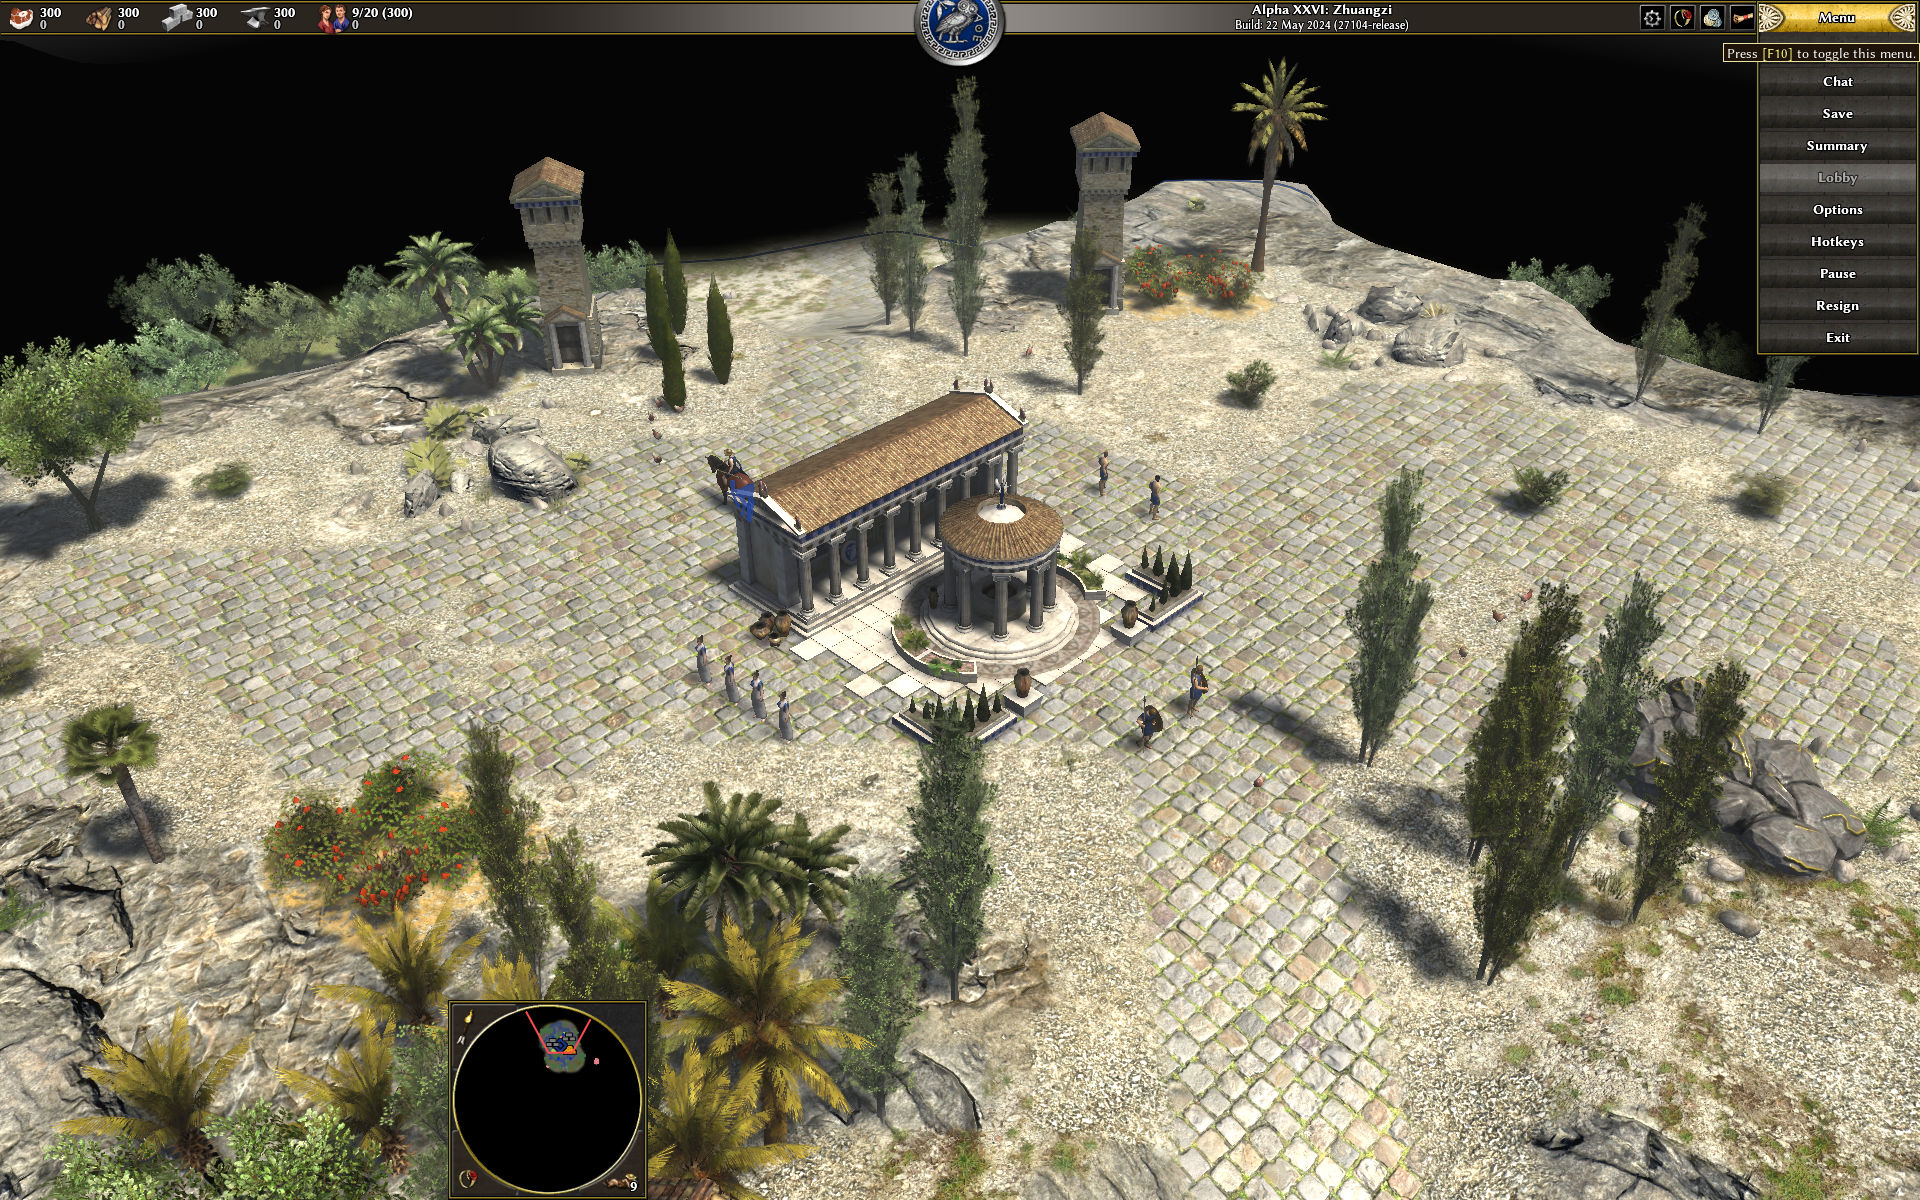 300
0
300
0
300
0
300
0
9/20 (300)
0
Alpha XXVI: Zhuangzi
Build: 22 May 2024 (27104-release)
Menu
Press [F10] to toggle this menu.
Chat
Save
Summary
Lobby
Options
Hotkeys
Pause
Resign
Exit
9